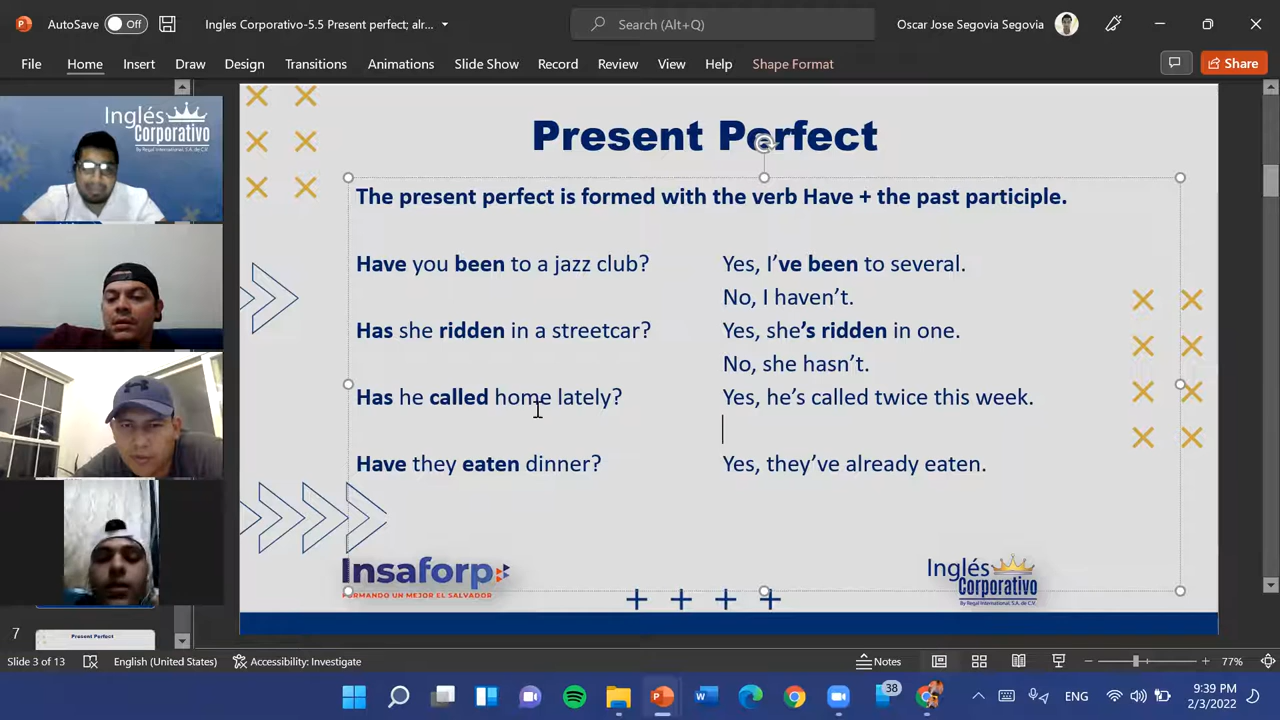 AutoSave Off Ingles Corporativo-5.5 Present perfect; alr... Search (Alt+Q) Oscar Jose Segovia Segovia
File Home Insert Draw Design Transitions Animations Slide Show Record Review View Help Shape Format Share
Inglés
Corporativo
By Regal International, S.A. de C.V.
Present Perfect
The present perfect is formed with the verb Have + the past participle.
Have you been to a jazz club? Yes, I've been to several.
No, I haven't.
Has she ridden in a streetcar? Yes, she's ridden in one.
No, she hasn't.
Has he called home lately? Yes, he's called twice this week.
Have they eaten dinner? Yes, they've already eaten.
Insaforp
FORMANDO UN MEJOR EL SALVADOR
Inglés
Corporativo
By Regal International, S.A. de C.V.
7
Present Perfect
Slide 3 of 13 English (United States) Accessibility: Investigate Notes 77%
38
ENG
9:39 PM
2/3/2022